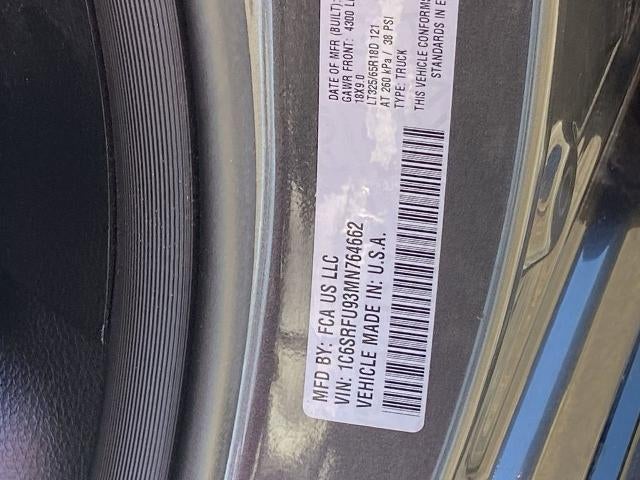 MFD BY: FCA US LLC
VIN: 1C6SRFU93MN764662
VEHICLE MADE IN: U.S.A.
DATE OF MFR (BUILT):
GAWR FRONT: 4300
18X9.0
LT325/65R18D 121
AT 260 kPa / 38 PSI
TYPE: TRUCK
THIS VEHICLE CONFORMS
STANDARDS IN